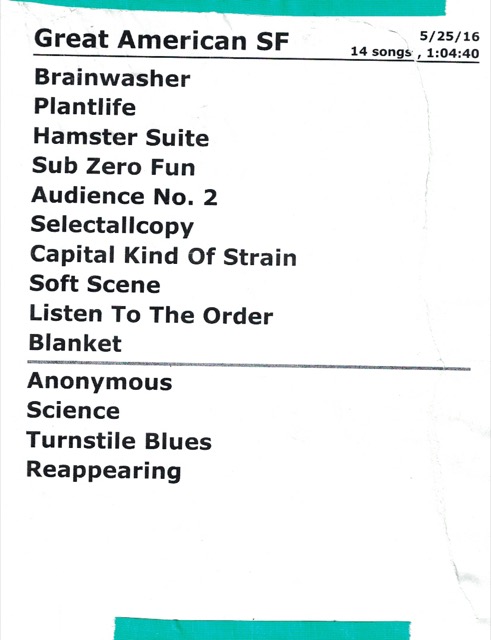 Great American SF
5/25/16
14 songs , 1:04:40
Brainwasher
Plantlife
Hamster Suite
Sub Zero Fun
Audience No. 2
Selectallcopy
Capital Kind Of Strain
Soft Scene
Listen To The Order
Blanket
Anonymous
Science
Turnstile Blues
Reappearing